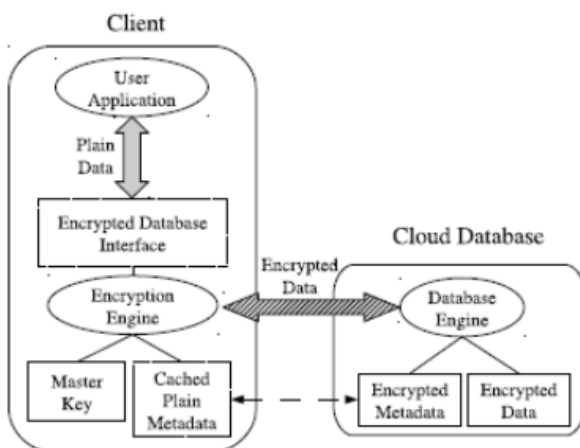 Client
User
Application
Plain
Data
Encrypted Database
Interface
Encryption
Engine
Master
Key
Cached
Plain
Metadata
Encrypted
Data
Cloud Database
Database
Engine
Encrypted
Metadata
Encrypted
Data